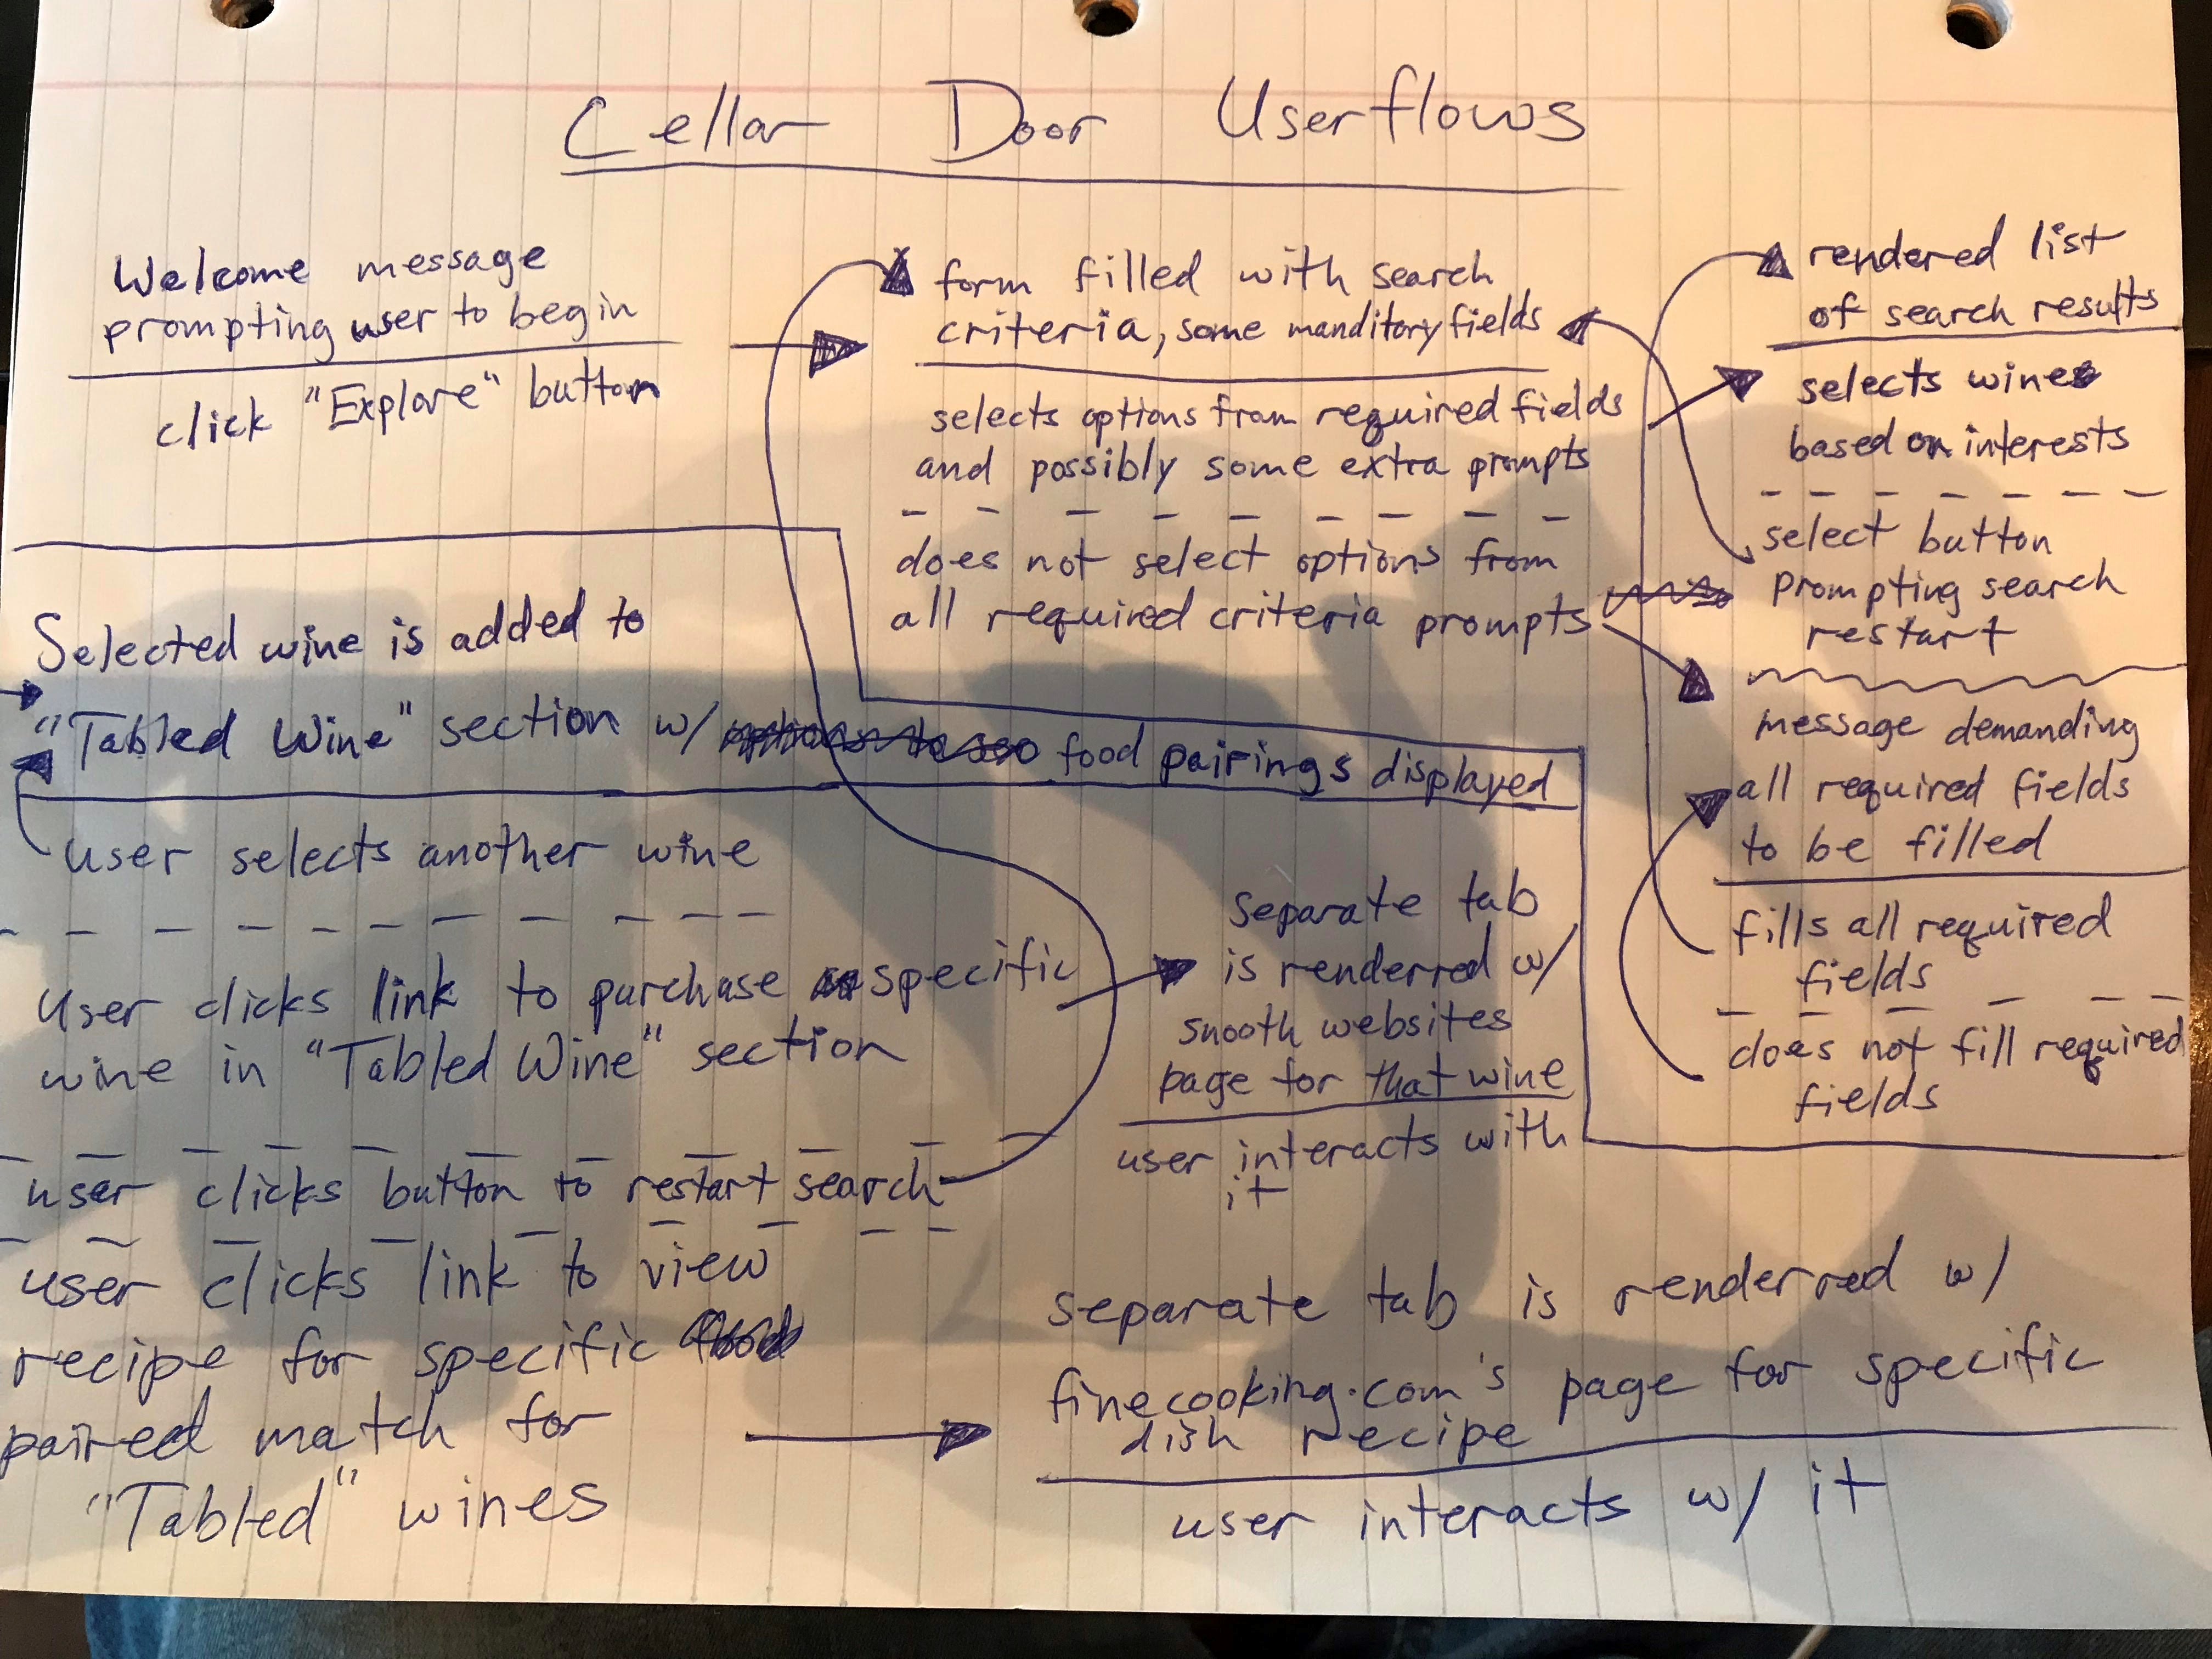 Cellar Door Userflows
Welcome message
prompting user to begin
click "Explore" button
form filled with search
criteria, some manditory fields
selects options from required fields
and possibly some extra prompts
does not select options from
all required criteria prompts
rendered list
of search results
selects wines
based on interests
select button
prompting search
restart
message demanding
all required fields
to be filled
fills all required
fields
does not fill required
fields
Selected wine is added to
"Tabled Wine" section w/ food pairings displayed
user selects another wine
User clicks link to purchase specific
wine in "Tabled Wine" section
user clicks button to restart search
user clicks link to view
recipe for specific
paired match for
"Tabled" wines
separate tab
is renderred w/
snooth websites
page for that wine
user interacts with
it
separate tab is renderred w/
finecooking.com's page for specific
dish recipe
user interacts w/ it